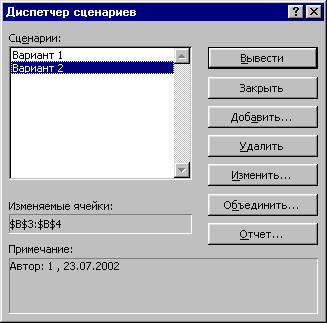 Диспетчер сценариев
Сценарии:
Вариант 1
Вариант 2
Вывести
Закрыть
Добавить...
Удалить
Изменить...
Объединить...
Отчет...
Изменяемые ячейки:
$B$3:$B$4
Примечание:
Автор: 1 , 23.07.2002